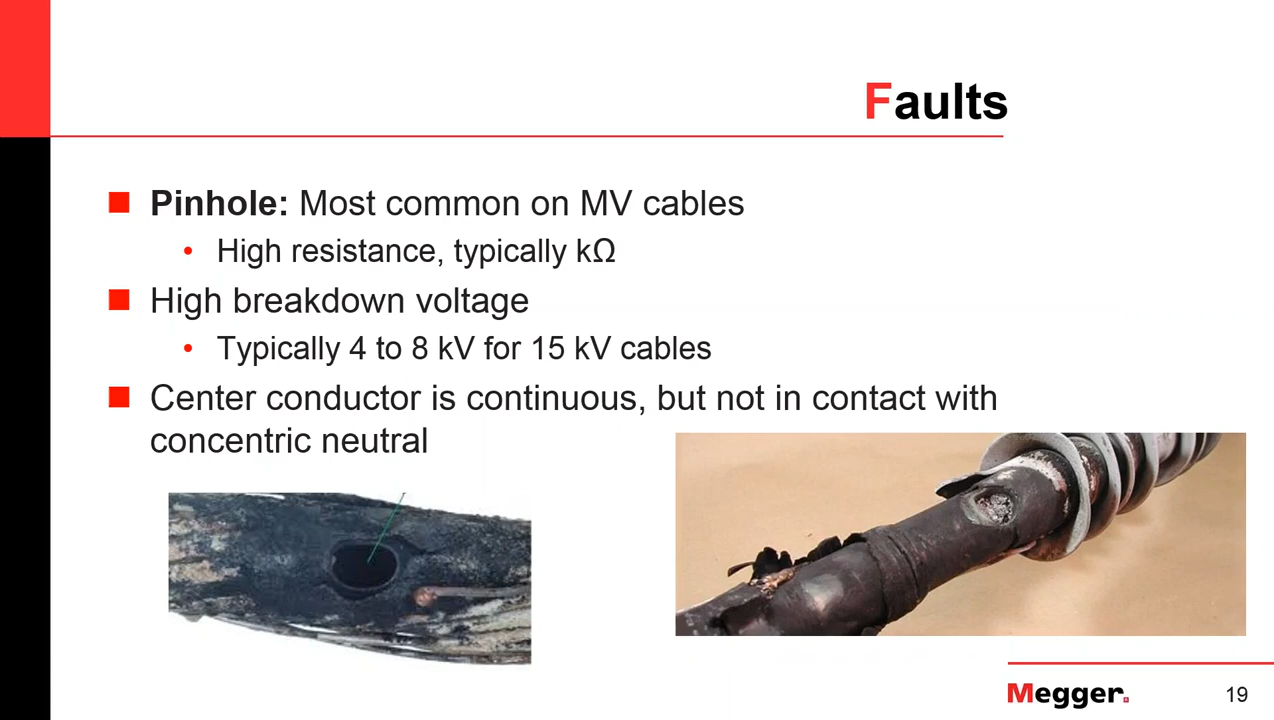 Faults
Pinhole: Most common on MV cables
High resistance, typically kΩ
High breakdown voltage
Typically 4 to 8 kV for 15 kV cables
Center conductor is continuous, but not in contact with
concentric neutral
Megger.
19